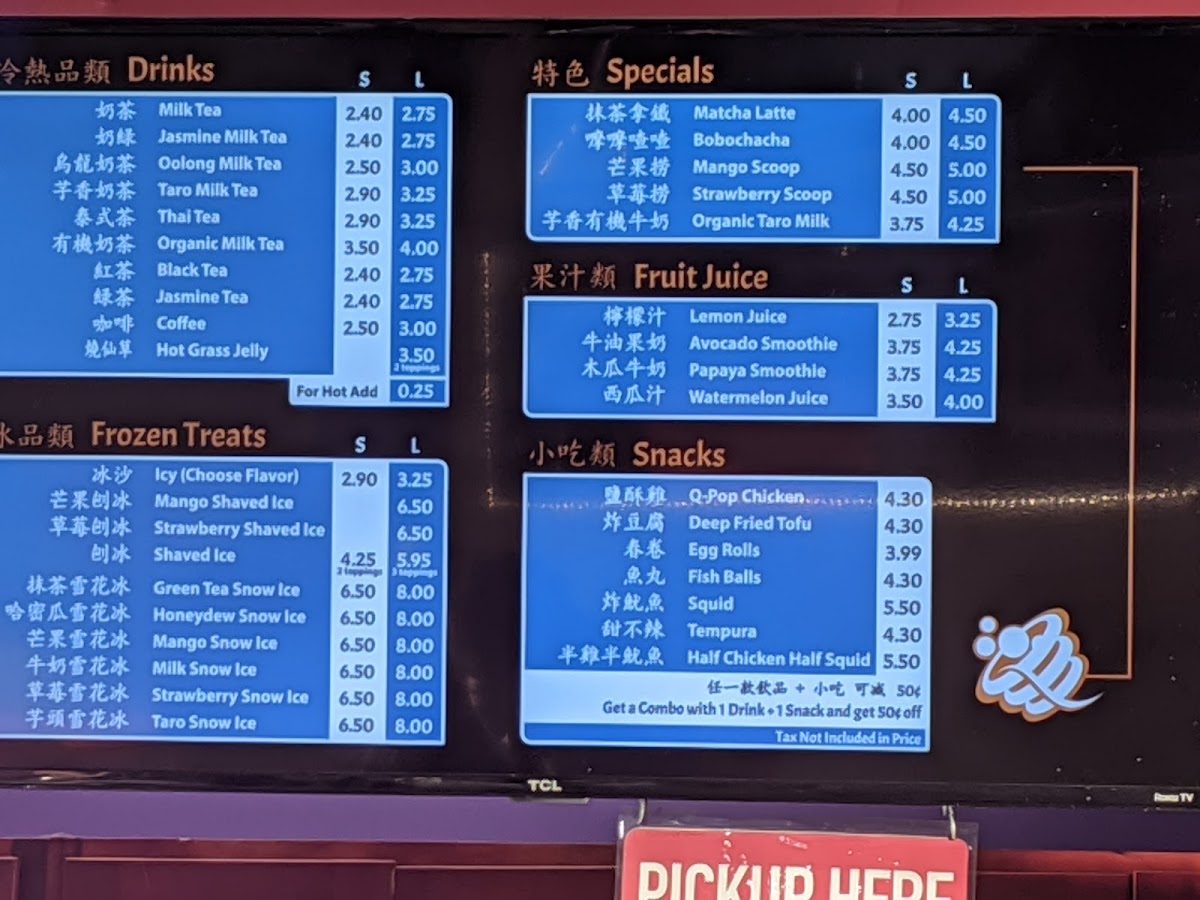 冷熱品類 Drinks S L
奶茶 Milk Tea 2.40 2.75
奶綠 Jasmine Milk Tea 2.40 2.75
烏龍奶茶 Oolong Milk Tea 2.50 3.00
芋香奶茶 Taro Milk Tea 2.90 3.25
泰式茶 Thai Tea 2.90 3.25
有機奶茶 Organic Milk Tea 3.50 4.00
紅茶 Black Tea 2.40 2.75
綠茶 Jasmine Tea 2.40 2.75
咖啡 Coffee 2.50 3.00
燒仙草 Hot Grass Jelly 3.50
2 toppings
For Hot Add 0.25
冰品類 Frozen Treats S L
冰沙 Icy (Choose Flavor) 2.90 3.25
芒果刨冰 Mango Shaved Ice 6.50
草莓刨冰 Strawberry Shaved Ice 6.50
刨冰 Shaved Ice 4.25 5.95
toppings toppings
抹茶雪花冰 Green Tea Snow Ice 6.50 8.00
哈密瓜雪花冰 Honeydew Snow Ice 6.50 8.00
芒果雪花冰 Mango Snow Ice 6.50 8.00
牛奶雪花冰 Milk Snow Ice 6.50 8.00
草莓雪花冰 Strawberry Snow Ice 6.50 8.00
芋頭雪花冰 Taro Snow Ice 6.50 8.00
特色 Specials S L
抹茶拿鐵 Matcha Latte 4.00 4.50
嚤嚤喳喳 Bobochacha 4.00 4.50
芒果撈 Mango Scoop 4.50 5.00
草莓撈 Strawberry Scoop 4.50 5.00
芋香有機牛奶 Organic Taro Milk 3.75 4.25
果汁類 Fruit Juice S L
檸檬汁 Lemon Juice 2.75 3.25
牛油果奶 Avocado Smoothie 3.75 4.25
木瓜牛奶 Papaya Smoothie 3.75 4.25
西瓜汁 Watermelon Juice 3.50 4.00
小吃類 Snacks
鹽酥雞 Q-Pop Chicken 4.30
炸豆腐 Deep Fried Tofu 4.30
春卷 Egg Rolls 3.99
魚丸 Fish Balls 4.30
炸魷魚 Squid 5.50
甜不辣 Tempura 4.30
半雞半魷魚 Half Chicken Half Squid 5.50
任一款飲品 + 小吃 可減 50¢
Get a Combo with 1 Drink + 1 Snack and get 50¢ off
Tax Not Included in Price
TCL
Roku TV
PICKUP HERE